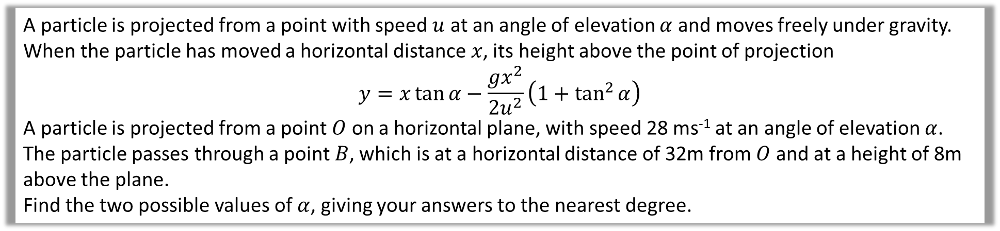 A particle is projected from a point with speed 𝑢 at an angle of elevation 𝛼 and moves freely under gravity.
When the particle has moved a horizontal distance 𝑥, its height above the point of projection
𝑦 = 𝑥 tan 𝛼 − 𝑔𝑥²/2𝑢² (1 + tan² 𝛼)
A particle is projected from a point 𝑂 on a horizontal plane, with speed 28 ms⁻¹ at an angle of elevation 𝛼.
The particle passes through a point 𝐵, which is at a horizontal distance of 32m from 𝑂 and at a height of 8m
above the plane.
Find the two possible values of 𝛼, giving your answers to the nearest degree.